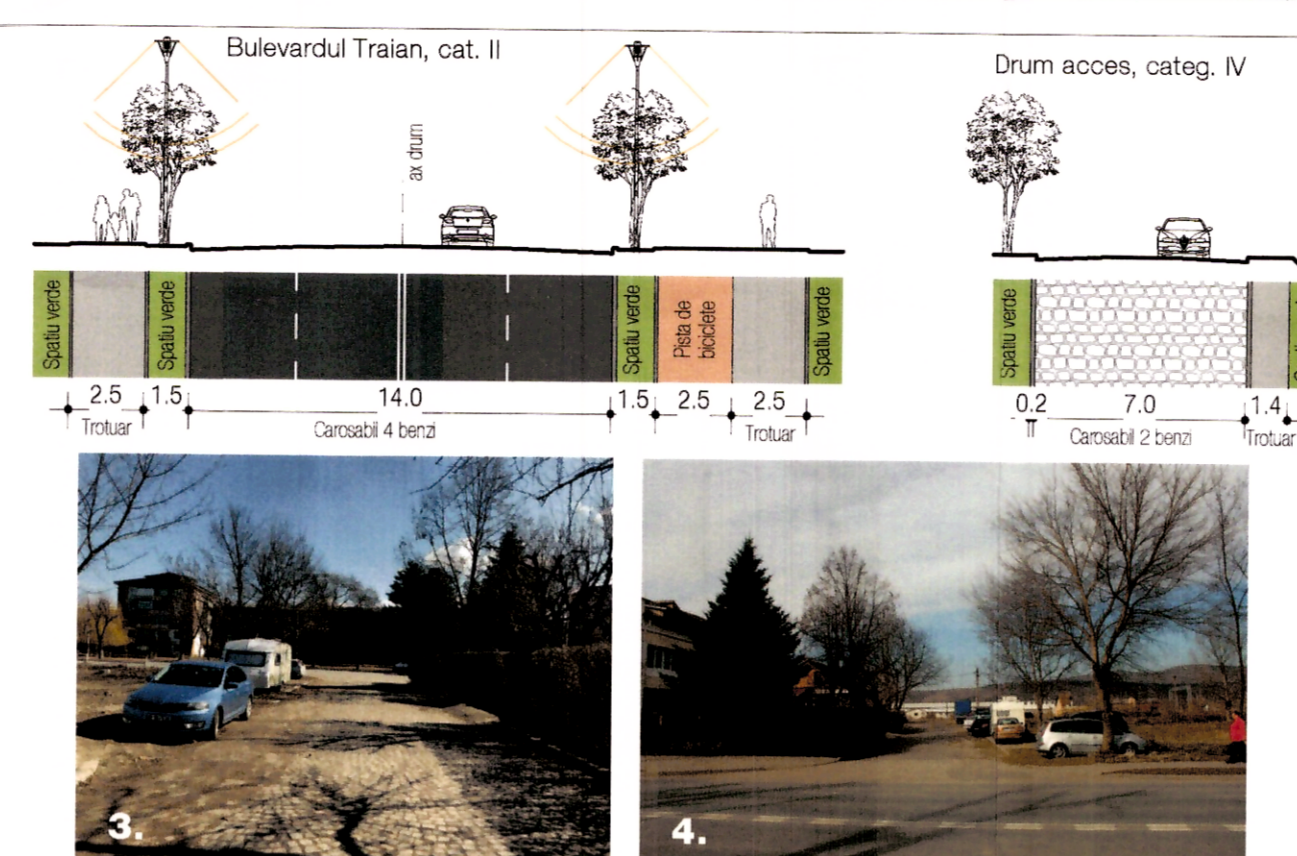 Bulevardul Traian, cat. II
ax drum
Spatiu verde
Spatiu verde
Spatiu verde
Pista de
biciclete
Spatiu verde
2.5
1.5
14.0
1.5
2.5
2.5
Trotuar
Carosabil 4 benzi
Trotuar
Drum acces, categ. IV
Spatiu verde
0.2
7.0
1.4
Carosabil 2 benzi
Trotuar
3.
4.